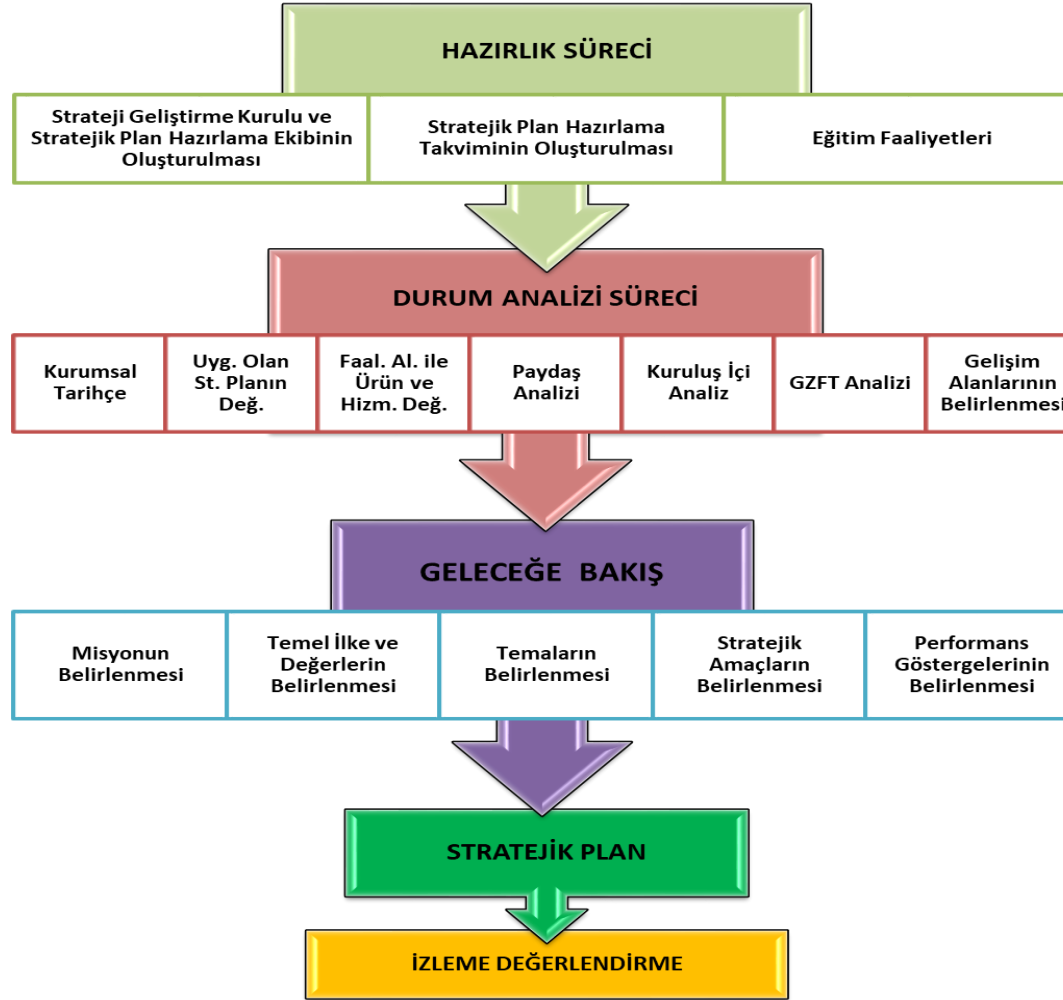 HAZIRLIK SÜRECİ
Strateji Geliştirme Kurulu ve
Stratejik Plan Hazırlama Ekibinin
Oluşturulması
Stratejik Plan Hazırlama
Takviminin Oluşturulması
Eğitim Faaliyetleri
DURUM ANALİZİ SÜRECİ
Kurumsal
Tarihçe
Uyg. Olan
St. Planın
Değ.
Faal. Al. ile
Ürün ve
Hizm. Değ.
Paydaş
Analizi
Kuruluş İçi
Analiz
GZFT Analizi
Gelişim
Alanlarının
Belirlenmesi
GELECEĞE BAKIŞ
Misyonun
Belirlenmesi
Temel İlke ve
Değerlerin
Belirlenmesi
Temaların
Belirlenmesi
Stratejik
Amaçların
Belirlenmesi
Performans
Göstergelerinin
Belirlenmesi
STRATEJİK PLAN
İZLEME DEĞERLENDİRME